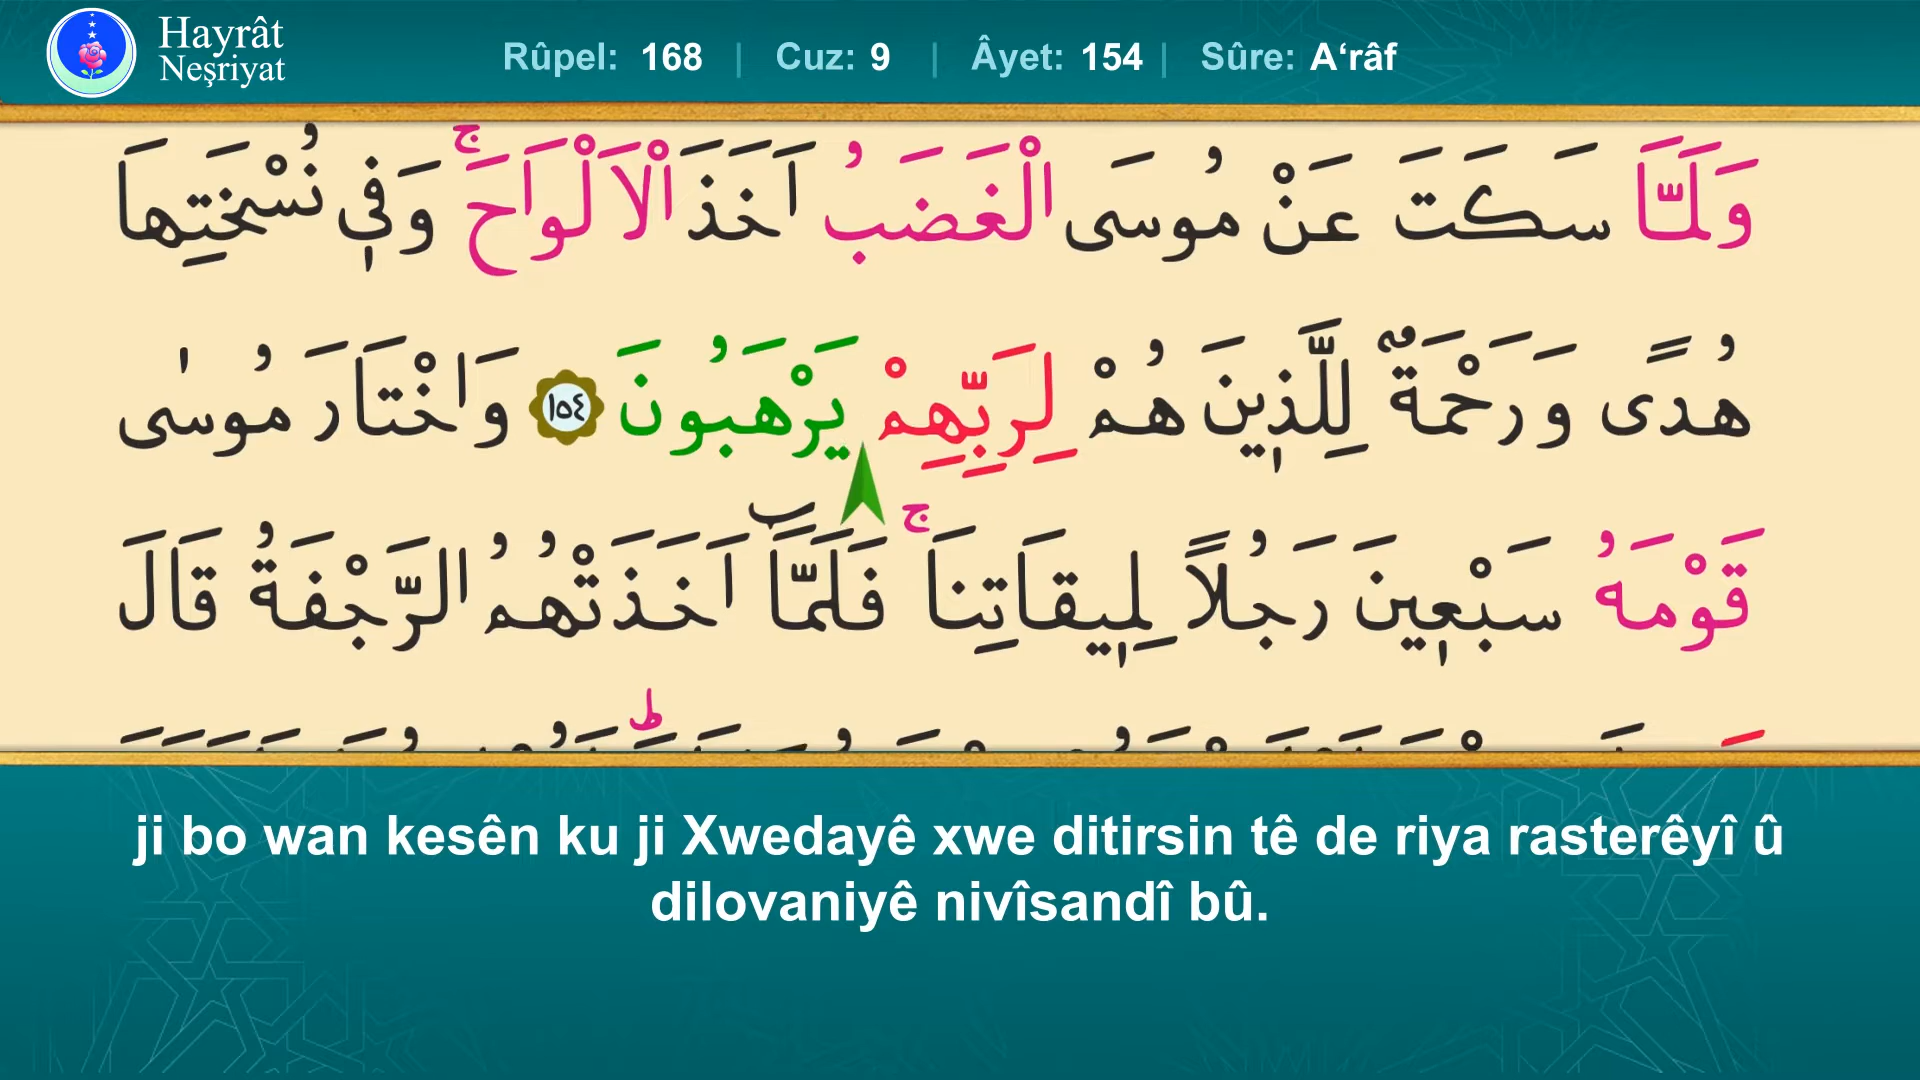 Hayrât
Neşriyat
Rûpel: 168 | Cuz: 9 | Âyet: 154 | Sûre: A‘râf
وَلَمَّا سَكَتَ عَنْ مُوسَى الْغَضَبُ اَخَذَ الْاَلْوَاحَۚ وَفٖي نُسْخَتِهَا
هُدًى وَرَحْمَةٌ لِلَّذٖينَ هُمْ لِرَبِّهِمْ يَرْهَبُونَ ١٥٤ وَاخْتَارَ مُوسٰى
قَوْمَهُ سَبْعٖينَ رَجُلًا لِمٖيقَاتِنَاۚ فَلَمَّٓا اَخَذَتْهُمُ الرَّجْفَةُ قَالَ
ji bo wan kesên ku ji Xwedayê xwe ditirsin tê de riya rasterêyî û
dilovaniyê nivîsandî bû.